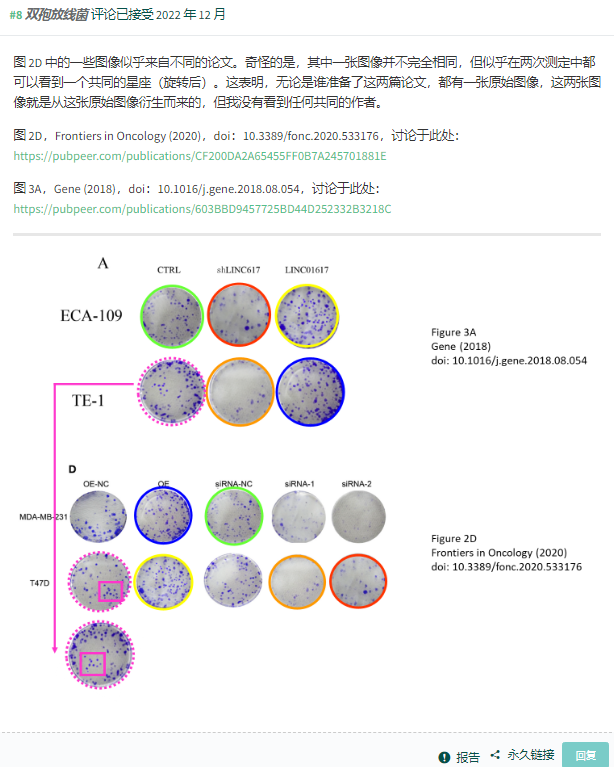 #8 双孢放线菌 评论已接受 2022 年 12 月
图 2D 中的一些图像似乎来自不同的论文。奇怪的是，其中一张图像并不完全相同，但似乎在两次测定中都
可以看到一个共同的星座（旋转后）。这表明，无论是谁准备了这两篇论文，都有一张原始图像，这两张图
像就是从这张原始图像衍生而来的，但我没有看到任何共同的作者。
图 2D，Frontiers in Oncology (2020)，doi：10.3389/fonc.2020.533176，讨论于此处：
https://pubpeer.com/publications/CF200DA2A65455FF0B7A245701881E
图 3A，Gene (2018)，doi：10.1016/j.gene.2018.08.054，讨论于此处：
https://pubpeer.com/publications/603BBD9457725BD44D252332B3218C
A
CTRL shLINC617 LINC01617
ECA-109
Figure 3A
Gene (2018)
doi: 10.1016/j.gene.2018.08.054
TE-1
D
OE-NC OE siRNA-NC siRNA-1 siRNA-2
MDA-MB-231
Figure 2D
Frontiers in Oncology (2020)
doi: 10.3389/fonc.2020.533176
T47D
报告 永久链接 回复